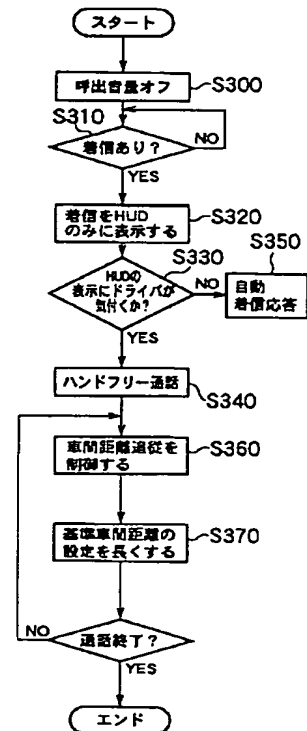 スタート
呼出音量オフ
S300
S310
着信あり?
NO
YES
着信をHUD
のみに表示する
S320
S330
HUDの
表示にドライバが
気付くか?
NO
S350
自動
着信応答
YES
ハンドフリー通話
S340
車間距離追従を
制御する
S360
基準車間距離の
設定を長くする
S370
通話終了?
NO
YES
エンド